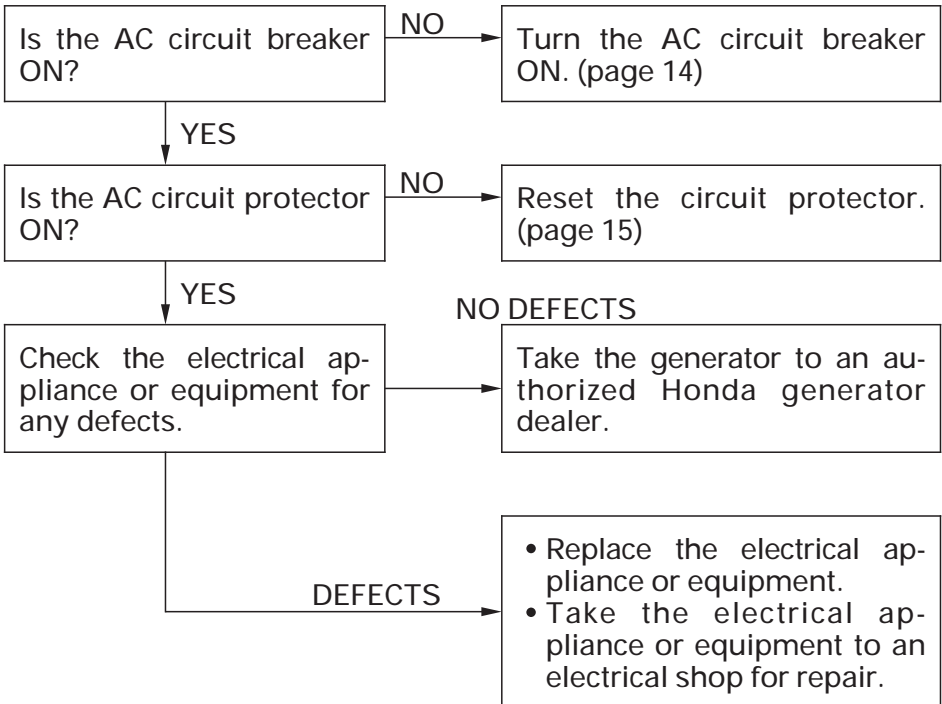 Is the AC circuit breaker
ON?
NO
Turn the AC circuit breaker
ON. (page 14)
YES
Is the AC circuit protector
ON?
NO
Reset the circuit protector.
(page 15)
YES
NO DEFECTS
Check the electrical ap-
pliance or equipment for
any defects.
Take the generator to an au-
thorized Honda generator
dealer.
DEFECTS
• Replace the electrical ap-
pliance or equipment.
• Take the electrical ap-
pliance or equipment to an
electrical shop for repair.